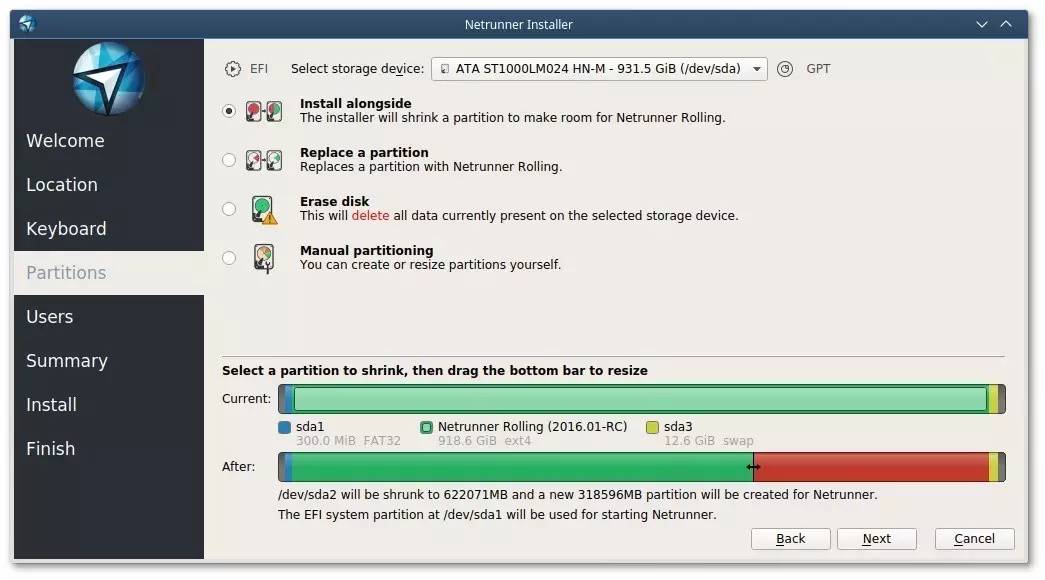 Netrunner Installer
Welcome
Location
Keyboard
Partitions
Users
Summary
Install
Finish
EFI Select storage device: ATA ST1000LM024 HN-M - 931.5 GiB (/dev/sda) GPT
Install alongside
The installer will shrink a partition to make room for Netrunner Rolling.
Replace a partition
Replaces a partition with Netrunner Rolling.
Erase disk
This will delete all data currently present on the selected storage device.
Manual partitioning
You can create or resize partitions yourself.
Select a partition to shrink, then drag the bottom bar to resize
Current:
sda1 Netrunner Rolling (2016.01-RC) sda3
300.0 MiB FAT32 918.6 GiB ext4 12.6 GiB swap
After:
/dev/sda2 will be shrunk to 622071MB and a new 318596MB partition will be created for Netrunner.
The EFI system partition at /dev/sda1 will be used for starting Netrunner.
Back Next Cancel